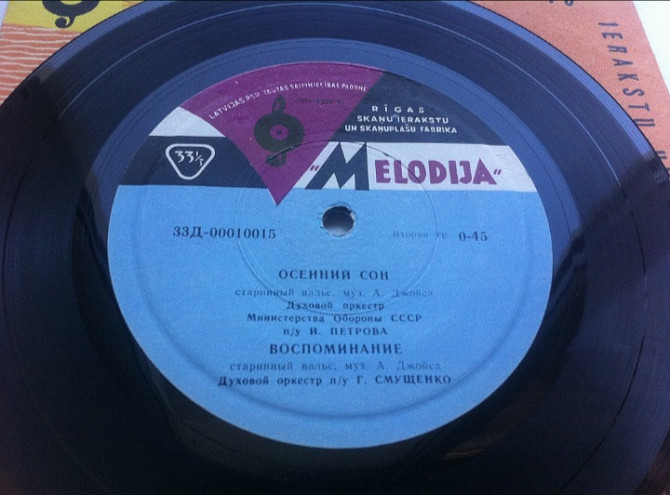 IERAKSTU
LATVIJAS PSR TAUTAS SAIMNIECĪBAS PADOME
RĪGAS
SKAŅU IERAKSTU
UN SKAŅUPLAŠU FABRIKA
33⅓
"MELODIJA"
33Д-00010015
Вторая гр. 0-45
ОСЕННИЙ СОН
старинный вальс, муз. А. Джойса
Духовой оркестр
Министерства Обороны СССР
п/у И. ПЕТРОВА
ВОСПОМИНАНИЕ
старинный вальс, муз. А. Джойса
Духовой оркестр п/у Г. СМУЩЕНКО